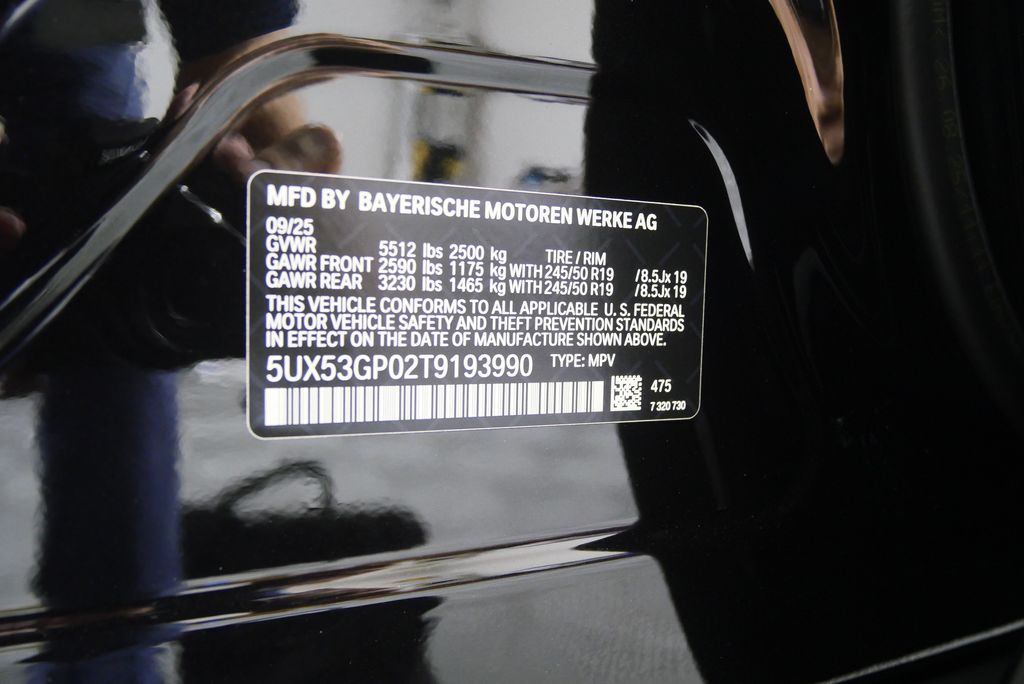 MFD BY BAYERISCHE MOTOREN WERKE AG
09/25
GVWR 5512 lbs 2500 kg TIRE / RIM
GAWR FRONT 2590 lbs 1175 kg WITH 245/50 R19 /8.5Jx 19
GAWR REAR 3230 lbs 1465 kg WITH 245/50 R19 /8.5Jx 19
THIS VEHICLE CONFORMS TO ALL APPLICABLE U. S. FEDERAL
MOTOR VEHICLE SAFETY AND THEFT PREVENTION STANDARDS
IN EFFECT ON THE DATE OF MANUFACTURE SHOWN ABOVE.
5UX53GP02T9193990 TYPE: MPV
475
7 320 730